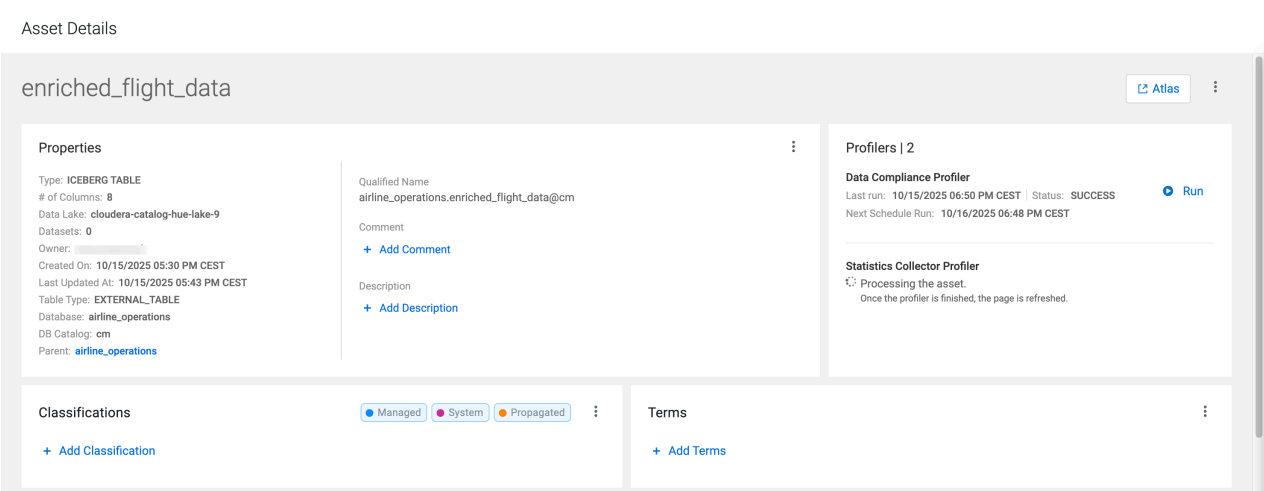 Asset Details
enriched_flight_data
Atlas
Properties
Type: ICEBERG TABLE
# of Columns: 8
Data Lake: cloudera-catalog-hue-lake-9
Datasets: 0
Owner:
Created On: 10/15/2025 05:30 PM CEST
Last Updated At: 10/15/2025 05:43 PM CEST
Table Type: EXTERNAL_TABLE
Database: airline_operations
DB Catalog: cm
Parent: airline_operations
Qualified Name
airline_operations.enriched_flight_data@cm
Comment
+ Add Comment
Description
+ Add Description
Profilers | 2
Data Compliance Profiler
Last run: 10/15/2025 06:50 PM CEST | Status: SUCCESS
Next Schedule Run: 10/16/2025 06:48 PM CEST
Run
Statistics Collector Profiler
Processing the asset.
Once the profiler is finished, the page is refreshed.
Classifications
Managed System Propagated
+ Add Classification
Terms
+ Add Terms